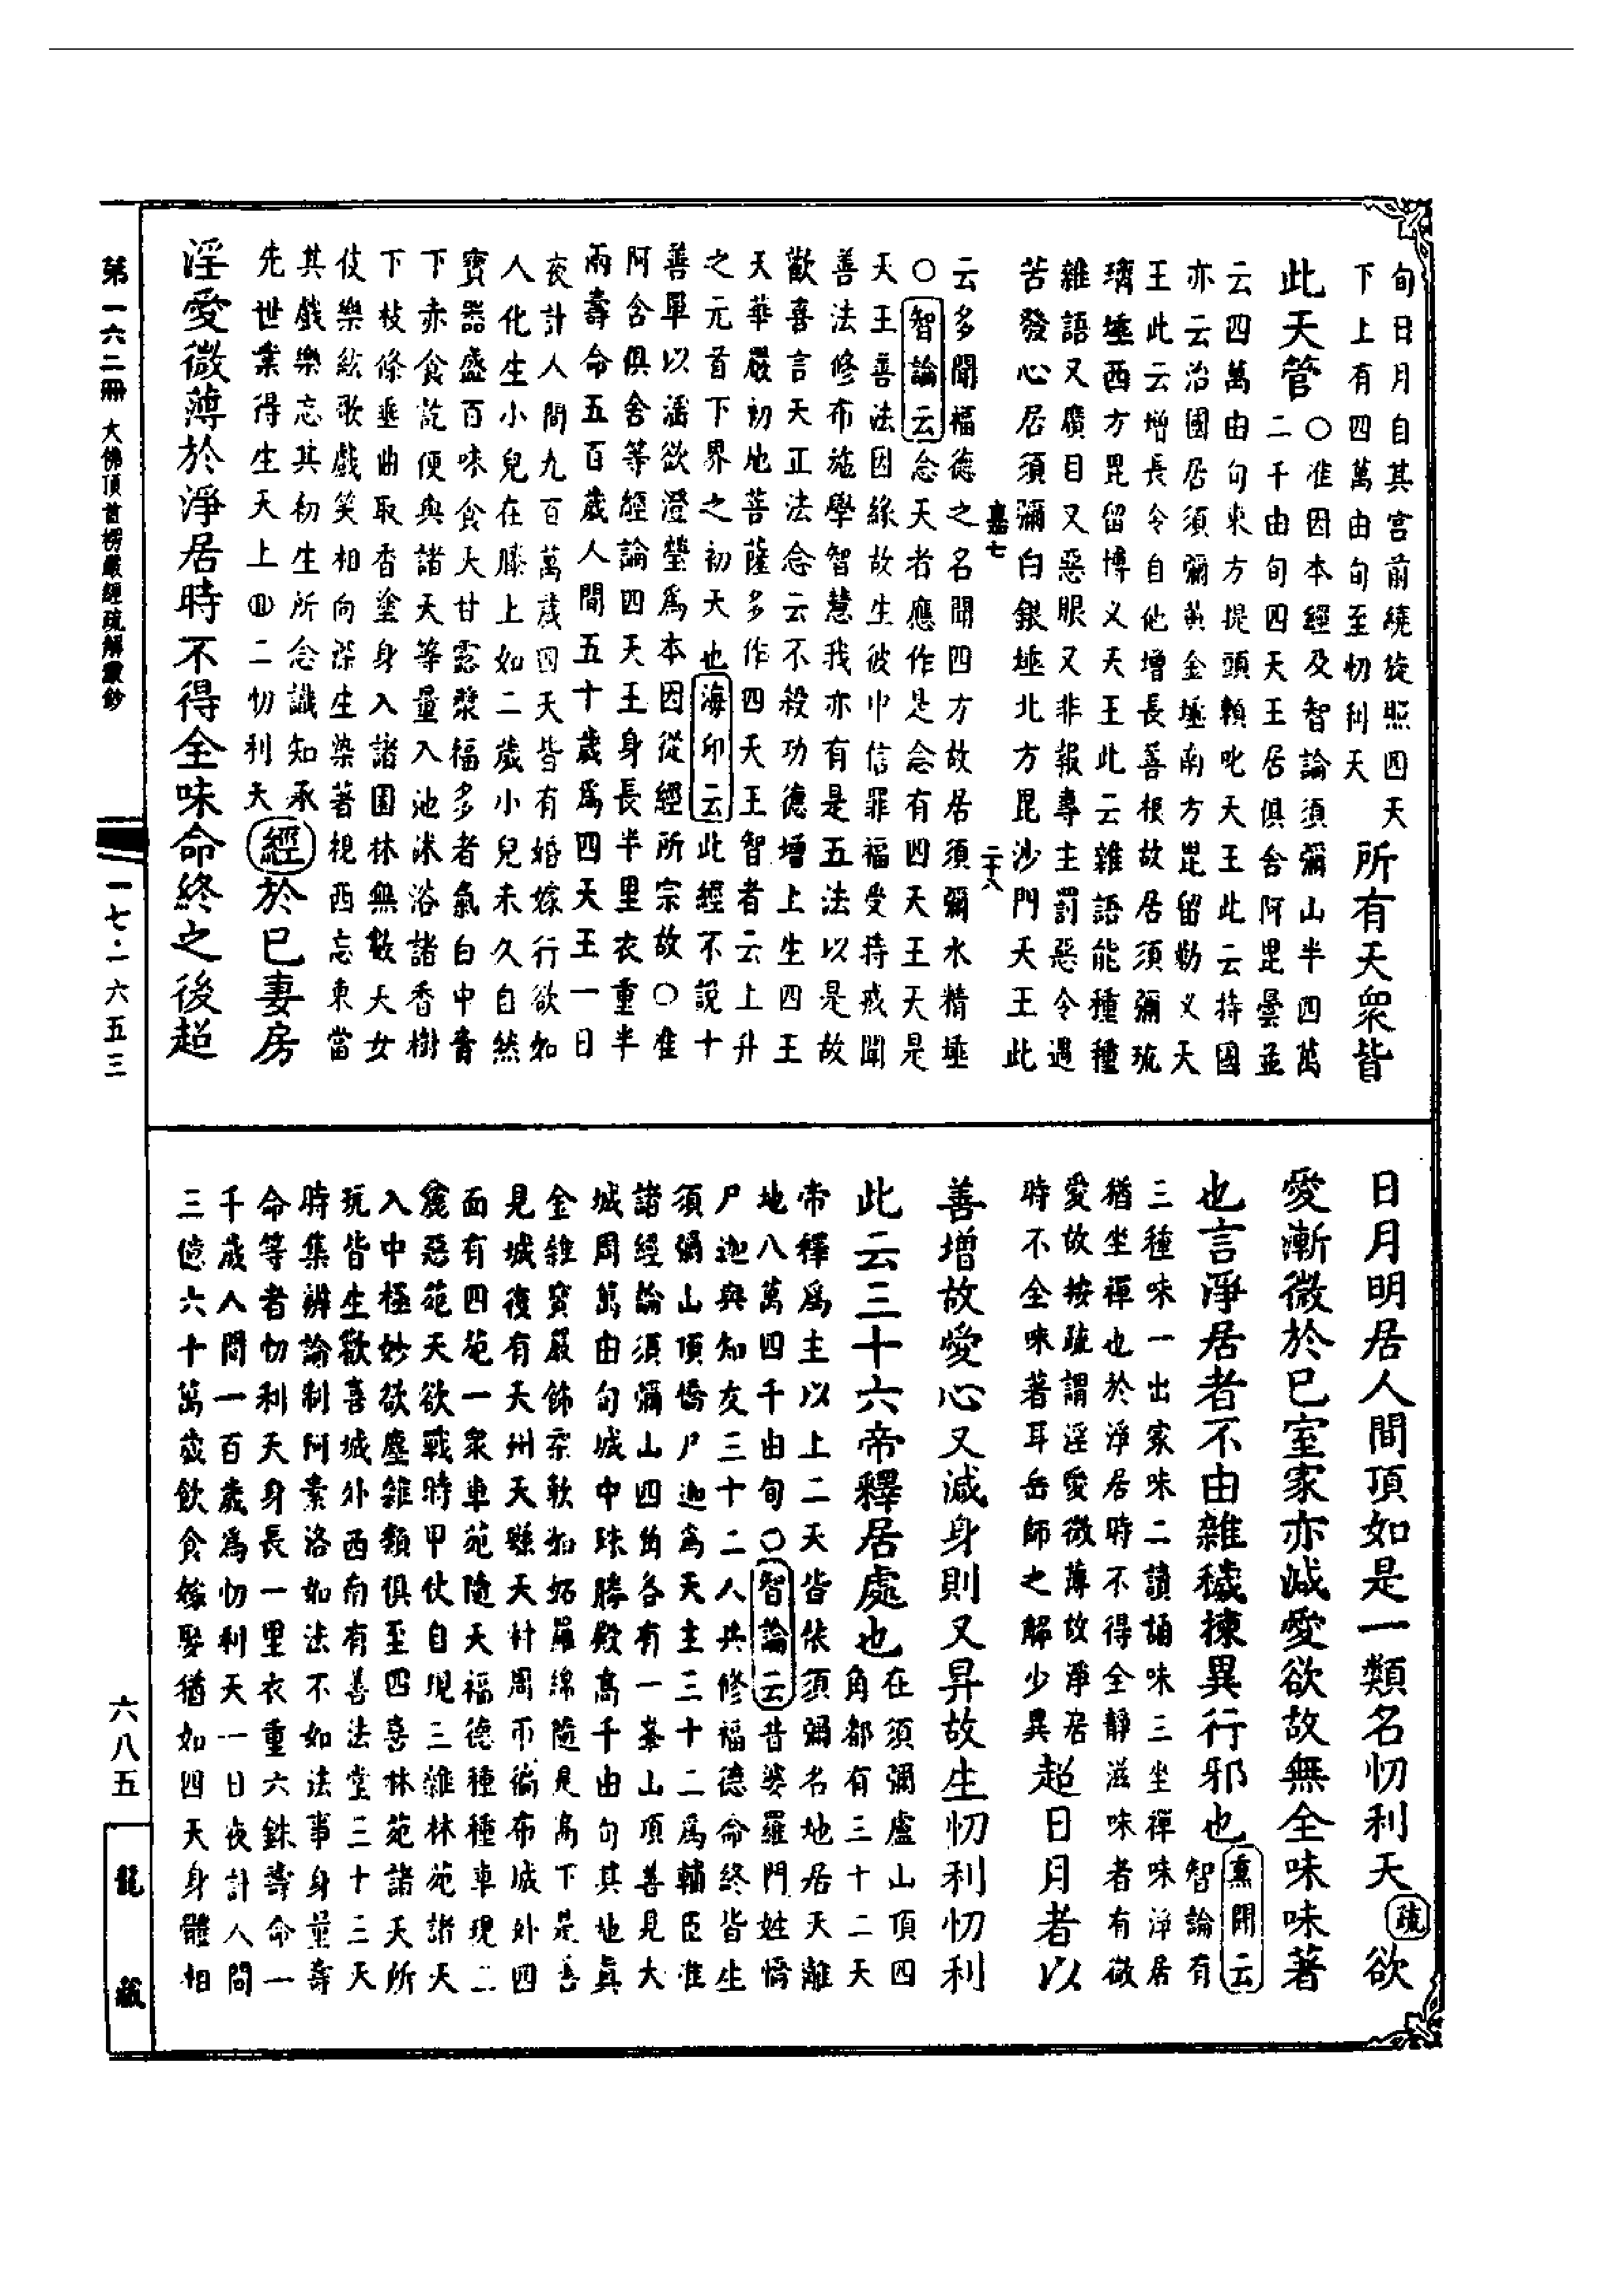 旬日月自其宮前繞旋照四天
下上有四萬由旬至忉利天
所有天眾皆
此天管
○准因本經及智論須彌山半四萬
二千由旬四天王居俱舍阿毘曇並
云四萬由旬東方提頭賴吒天王此云持國
亦云治國居須彌黃金埵南方毘留勒义天
王此云增長令自他增長善根故居須彌琉
璃埵西方毘留博义天王此云雜語能種種
雜語又廣目又惡眼又非報專主罰惡令遇
苦發心居須彌白銀埵北方毘沙門天王此
嘉七
二十八
云多聞福德之名聞四方故居須彌水精埵
○智論云念天者應作是念有四天王天是
天王善法因緣故生彼中信罪福受持戒聞
善法修布施學智慧我亦有是五法以是故
歡喜言天正法念云不殺功德增上生四王
天華嚴初地菩薩多作四天王智者云上升
之元首下界之初天也海印云此經不說十
善單以婬欲澄瑩為本因從經所宗故○准
阿含俱舍等經論四天王身長半里衣重半
兩壽命五百歲人間五十歲為四天王一日
夜計人間九百萬歲四天皆有婚嫁行欲如
人化生小兒在膝上如二歲小兒未久自然
寶器盛百味食天甘露漿福多者氣白中青
下赤食訖便與諸天等量入池沐浴諸香樹
下枝條垂曲取香塗身入諸園林無數天女
伎樂絃歌戲笑相向深生染著視西忘東當
其戲樂忘其初生所念識知承
先世業得生天上⑪二忉利天
經於已妻房
淫愛微薄於淨居時不得全味命終之後超
日月明居人間頂如是一類名忉利天疏欲
愛漸微於已室家亦減愛欲故無全味味著
也言淨居者不由雜穢揀異行邪也
熏聞云
智論有
三種味一出家味二讀誦味三坐禪味淨居
猶坐禪也於淨居時不得全靜滋味者有微
愛故按疏謂淫愛微薄故淨居
時不全味著耳岳師之解少異
超日月者以
善增故愛心又減身則又昇故生忉利忉利
此云三十六帝釋居處也
在須彌盧山頂四
角都有三十二天
帝釋為主以上二天皆依須彌名地居天離
地八萬四千由旬○智論云昔婆羅門姓憍
尸迦與知友三十二人共修福德命終皆生
須彌山頂憍尸迦為天主三十二為輔臣准
諸經論須彌山四角各有一峯山頂善見大
城周萬由旬城中殊勝殿高千由旬其地真
金雜寶嚴飾柔軟如妬羅綿隨足高下是善
見城復有天州天縣天村周帀徧布城外四
面有四苑一眾車苑隨天福德種種車現二
麤惡苑天欲戰時甲仗自現三雜林苑諸天
入中極妙欲塵雜類俱至四喜林苑諸天所
玩皆生歡喜城外西南有善法堂三十三天
時集辨論制阿素洛如法不如法事身量壽
命等者忉利天身長一里衣重六銖壽命一
千歲人間一百歲為忉利天一日夜計人間
三億六十萬歲飲食嫁娶猶如四天身體相
第一六二冊 大佛頂首楞嚴經疏解蒙鈔
一七·一六五三
六八五
龍藏